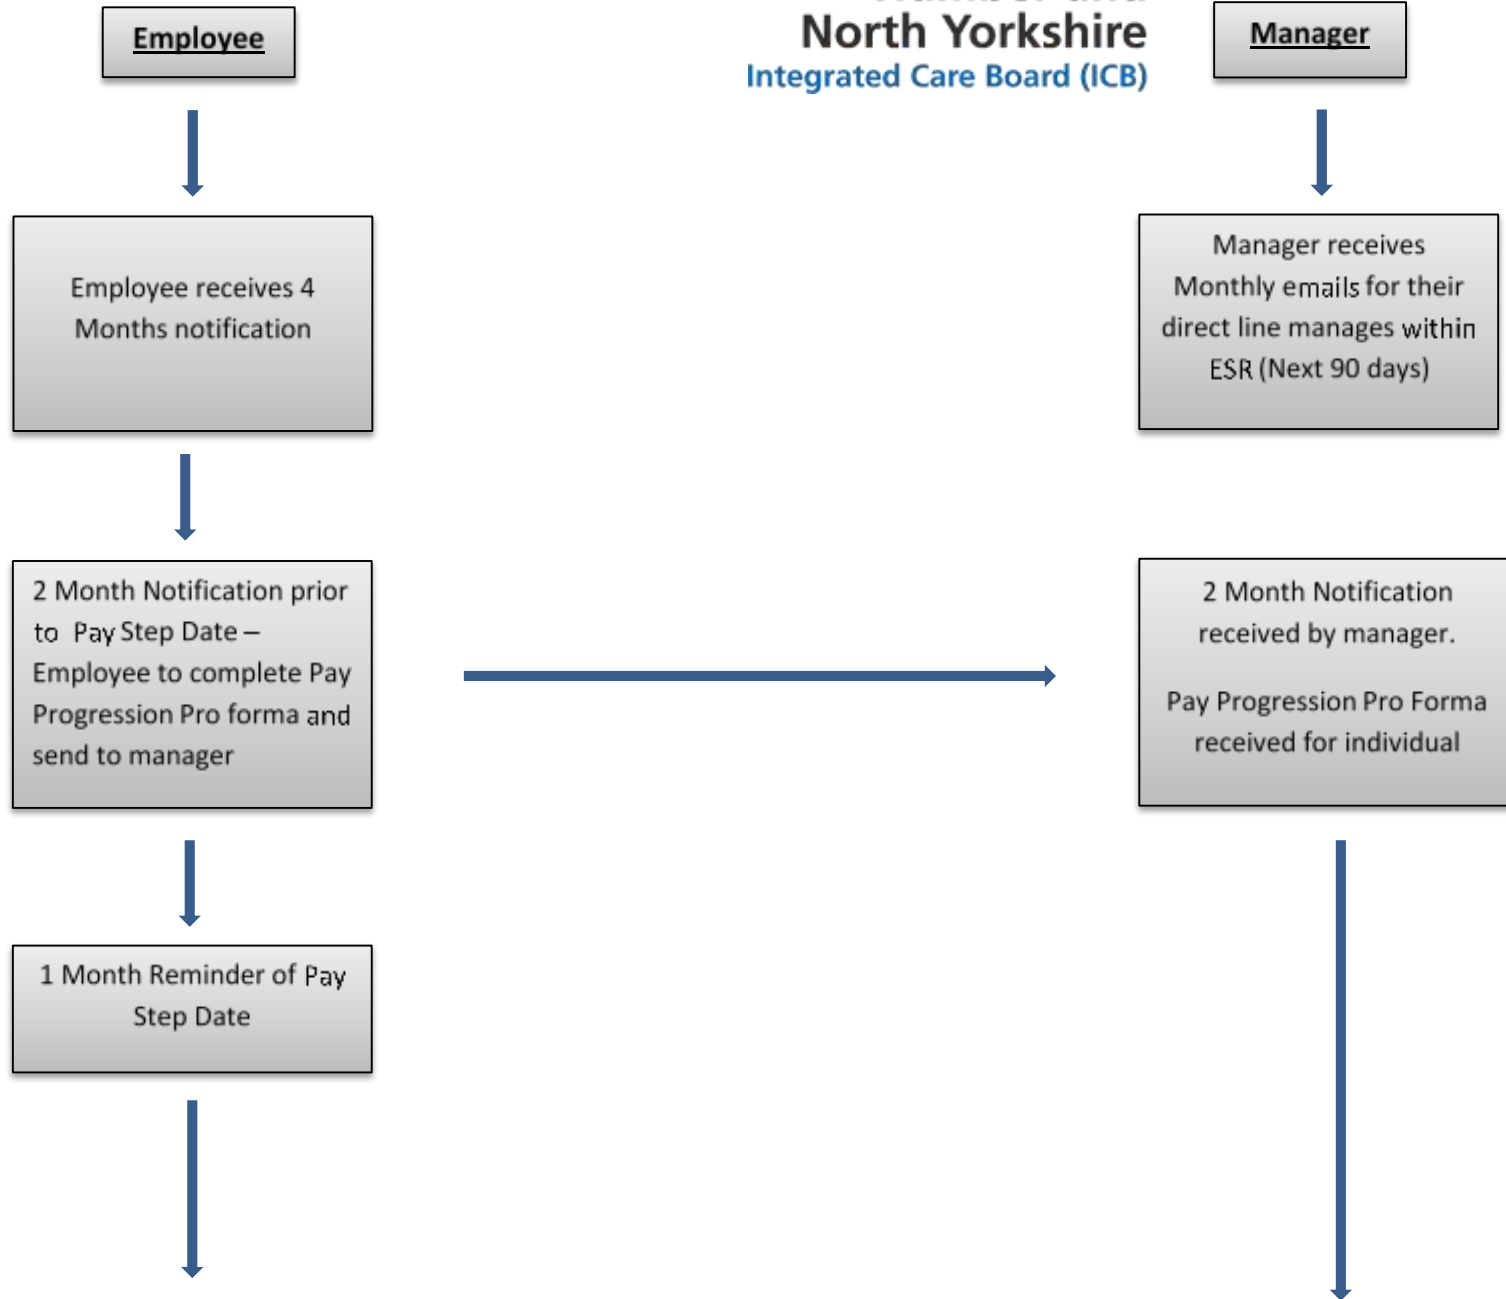 Employee
North Yorkshire
Integrated Care Board (ICB)
Manager
Employee receives 4
Months notification
Manager receives
Monthly emails for their
direct line manages within
ESR (Next 90 days)
2 Month Notification prior
to Pay Step Date –
Employee to complete Pay
Progression Pro forma and
send to manager
2 Month Notification
received by manager.
Pay Progression Pro Forma
received for individual
1 Month Reminder of Pay
Step Date